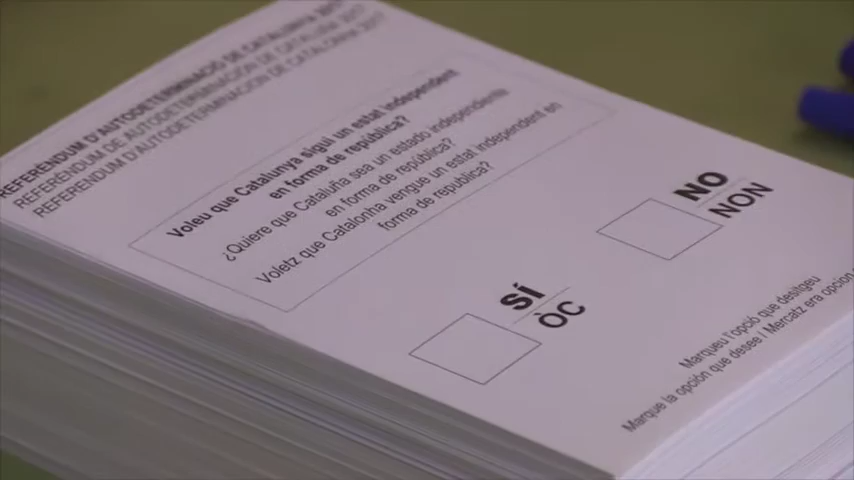 REFERÈNDUM D'AUTODETERMINACIÓ DE CATALUNYA 2017
REFERÉNDUM DE AUTODETERMINACIÓN DE CATALUÑA 2017
REFERENDUM D'AUTODETERMINACION DE CATALONHA 2017
Voleu que Catalunya sigui un estat independent
en forma de república?
¿Quiere que Cataluña sea un estado independiente
en forma de república?
Voletz que Catalonha vengue un estat independent en
forma de republica?
SÍ
ÒC
NO
NON
Marqueu l'opció que desitgeu
Marque la opción que desee / Mercatz era opcion